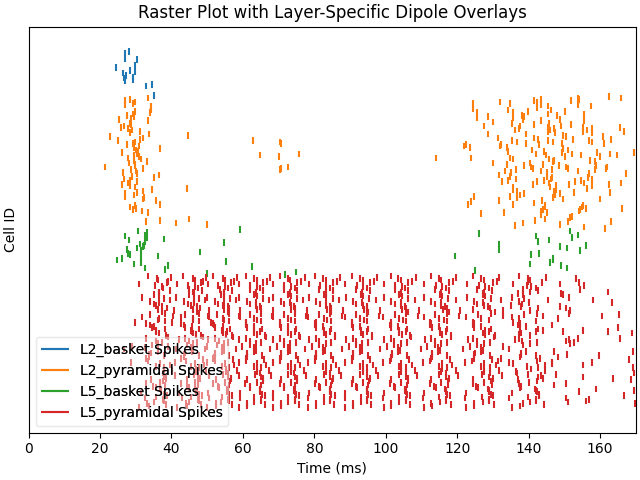 Raster Plot with Layer-Specific Dipole Overlays
Cell ID
L2_basket Spikes
L2_pyramidal Spikes
L5_basket Spikes
L5_pyramidal Spikes
0 20 40 60 80 100 120 140 160
Time (ms)